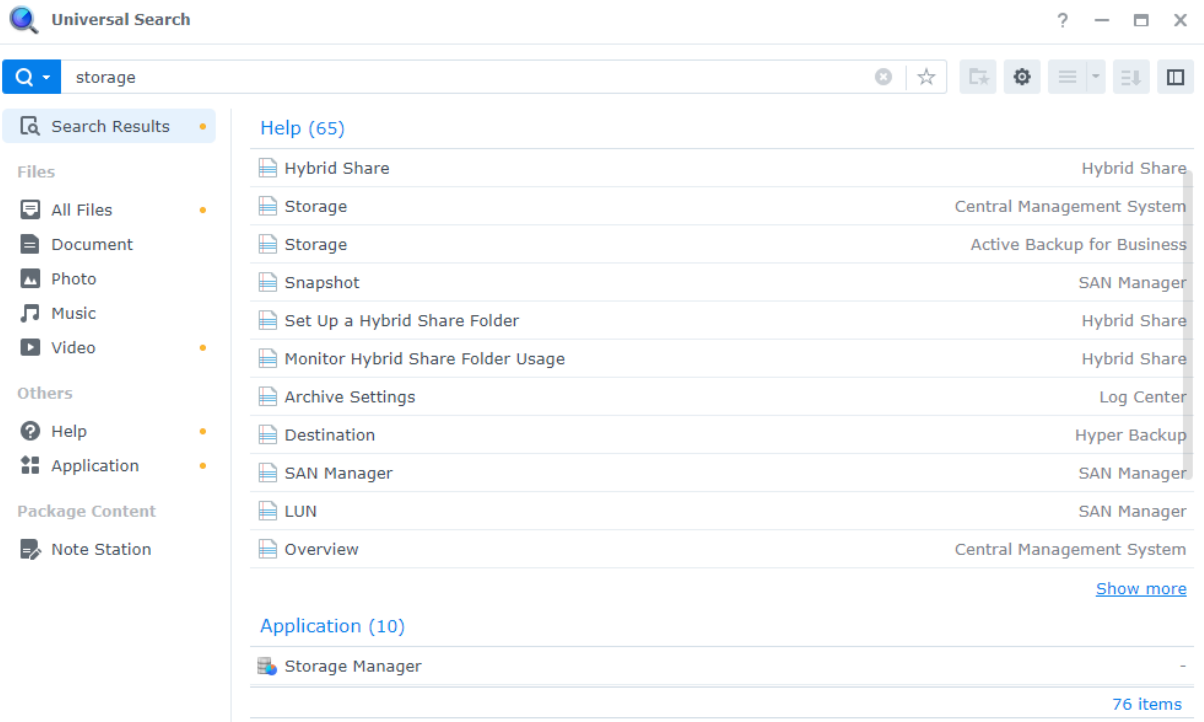 Universal Search
?
storage
Search Results
Files
All Files
Document
Photo
Music
Video
Others
Help
Application
Package Content
Note Station
Help (65)
Hybrid Share Hybrid Share
Storage Central Management System
Storage Active Backup for Business
Snapshot SAN Manager
Set Up a Hybrid Share Folder Hybrid Share
Monitor Hybrid Share Folder Usage Hybrid Share
Archive Settings Log Center
Destination Hyper Backup
SAN Manager SAN Manager
LUN SAN Manager
Overview Central Management System
Show more
Application (10)
Storage Manager -
76 items